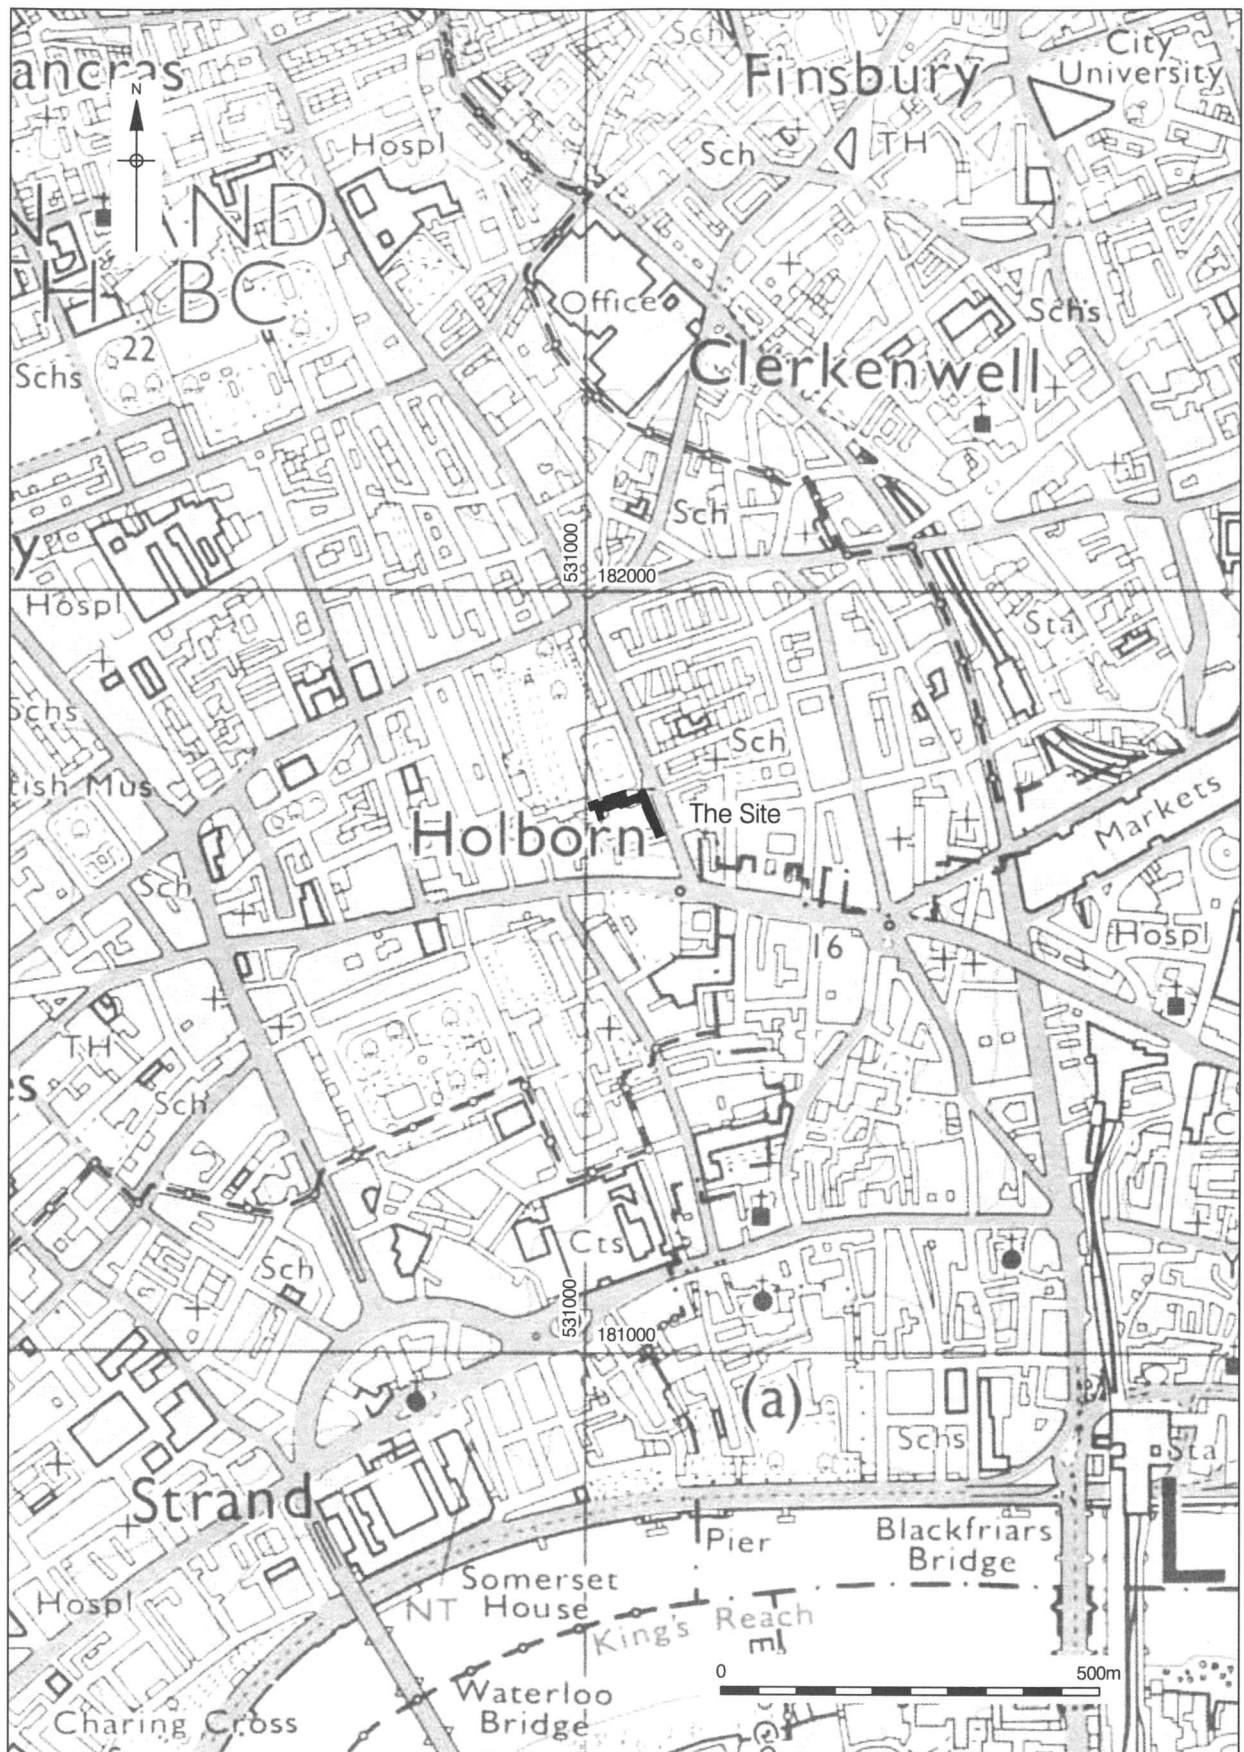 ancras
N
Finsbury
City
University
Sch
Hospl
Sch
TH
N AND
H BC
Office
Schs
22
Schs
Clerkenwell
y
Sch
531000
182000
Hospl
Sta
Schs
Sch
tish Mus
The Site
Holborn
Markets
Sch
16
Hospl
TH
Sch
s
Cts
Sch
531000
181000
(a)
Schs
Sta
Strand
Pier
Blackfriars
Bridge
L
Somerset
House
Hospl
NT
King's Reach
ml
0
500m
Waterloo
Bridge
Charing Cross